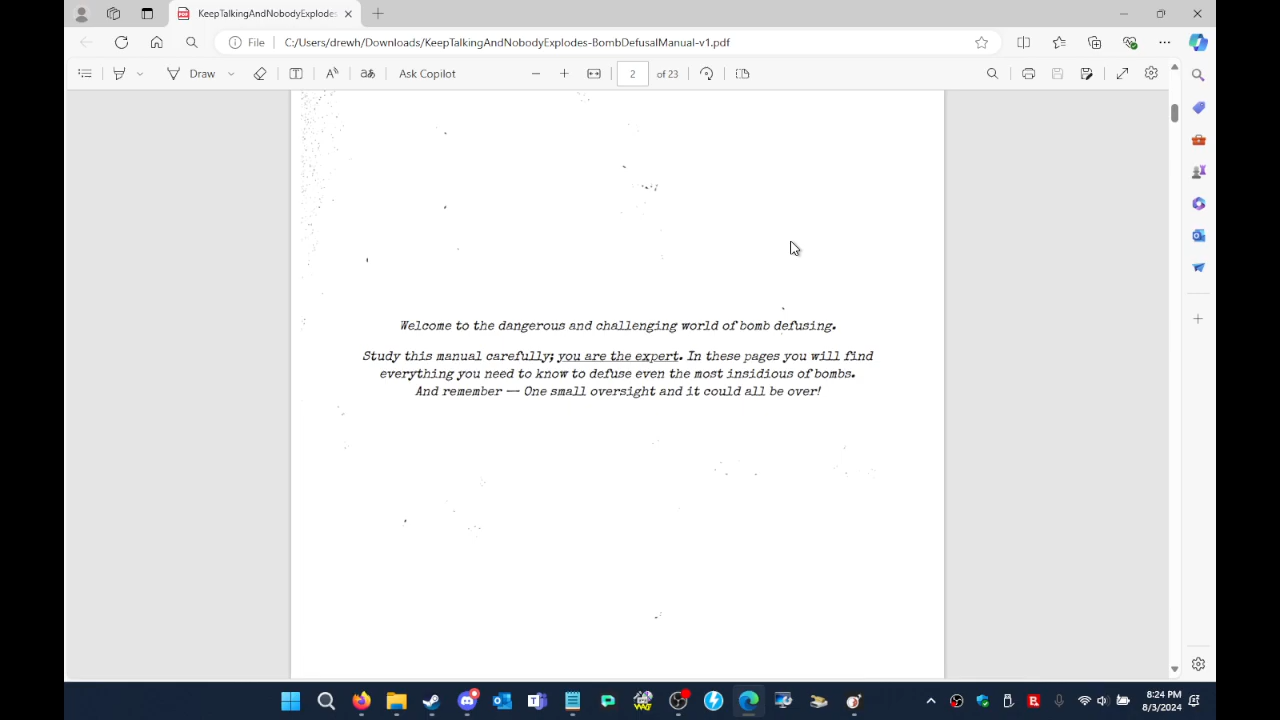 KeepTalkingAndNobodyExplodes
File C:/Users/drewh/Downloads/KeepTalkingAndNobodyExplodes-BombDefusalManual-v1.pdf
Draw Ask Copilot 2 of 23
Welcome to the dangerous and challenging world of bomb defusing.
Study this manual carefully; you are the expert. In these pages you will find
everything you need to know to defuse even the most insidious of bombs.
And remember — One small oversight and it could all be over!
8:24 PM
8/3/2024